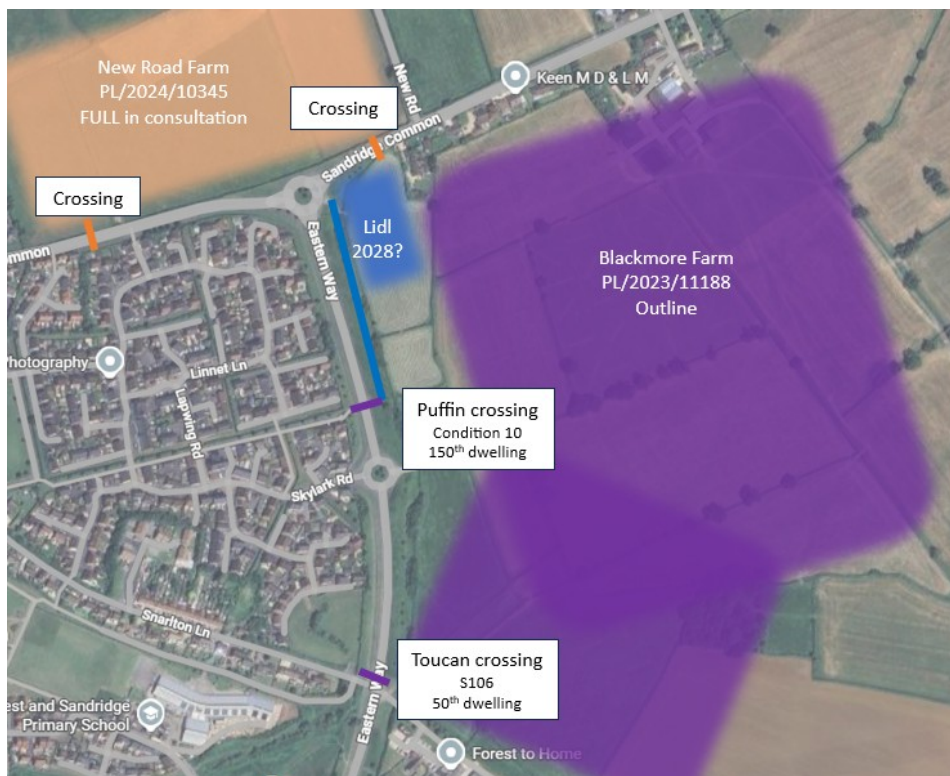 New Road Farm
PL/2024/10345
FULL in consultation
Crossing
New Rd
Keen M D & L M
Sandridge Common
Crossing
Lidl
2028?
Eastern Way
Blackmore Farm
PL/2023/11188
Outline
Photography
Linnet Ln
Lapwing Rd
Puffin crossing
Condition 10
150th dwelling
Skylark Rd
Snarlton Ln
Toucan crossing
S106
50th dwelling
Eastern Way
est and Sandridge
Primary School
Forest to Home
ommon